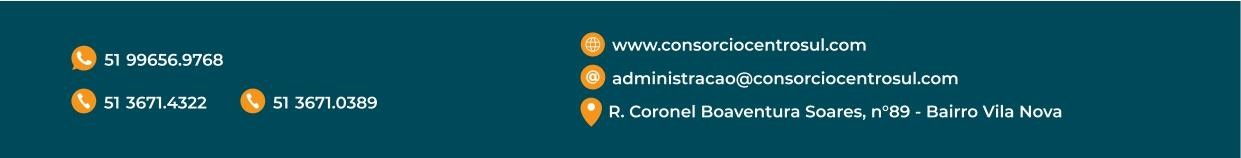 51 99656.9768
51 3671.4322
51 3671.0389
www.consorciocentrosul.com
administracao@consorciocentrosul.com
R. Coronel Boaventura Soares, n°89 - Bairro Vila Nova